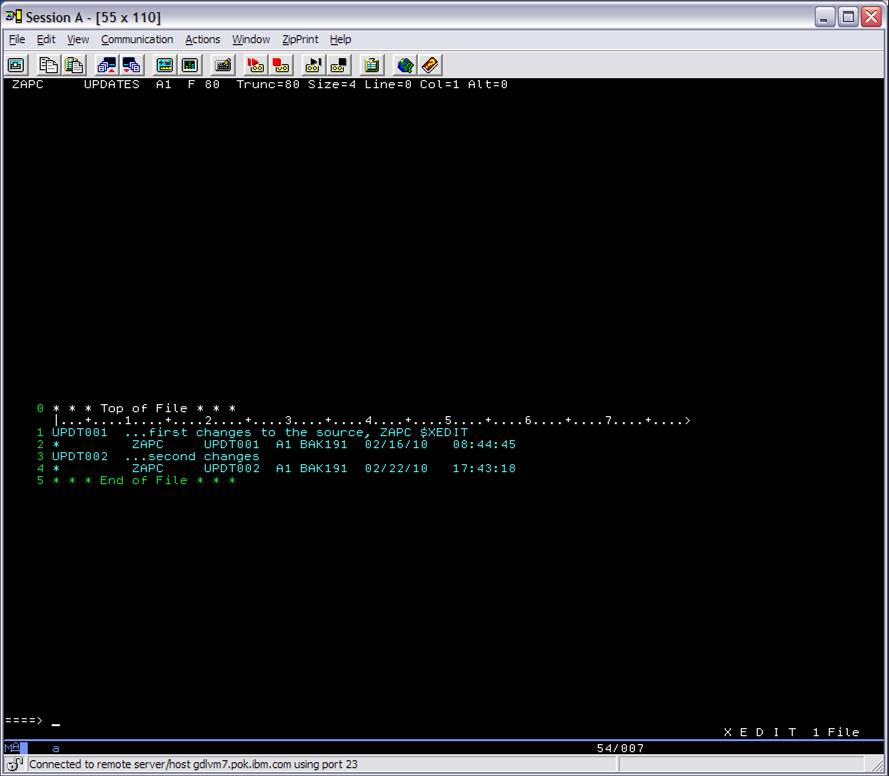 Session A - [55 x 110]
File Edit View Communication Actions Window ZipPrint Help
ZAPC UPDATES A1 F 80 Trunc=80 Size=4 Line=0 Col=1 Alt=0
0 * * * Top of File * * *
|...+....1....+....2....+....3....+....4....+....5....+....6....+....7....+....>
1 UPDT001 ...first changes to the source, ZAPC $XEDIT
2 * ZAPC UPDT001 A1 BAK191 02/16/10 08:44:45
3 UPDT002 ...second changes
4 * ZAPC UPDT002 A1 BAK191 02/22/10 17:43:18
5 * * * End of File * * *
====> _
X E D I T 1 File
a 54/007
Connected to remote server/host gdlvm7.pok.ibm.com using port 23